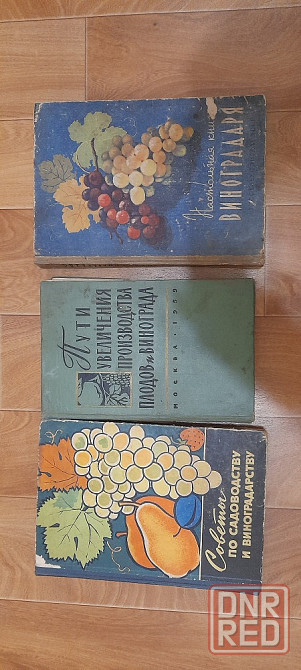 Настольная книга
ВИНОГРАДАРЯ
Пути
УВЕЛИЧЕНИЯ
ПРОИЗВОДСТВА
ПЛОДОВ и ВИНОГРАДА
МОСКВА · 1959
Советы
ПО САДОВОДСТВУ
И ВИНОГРАДАРСТВУ
DNR
RED